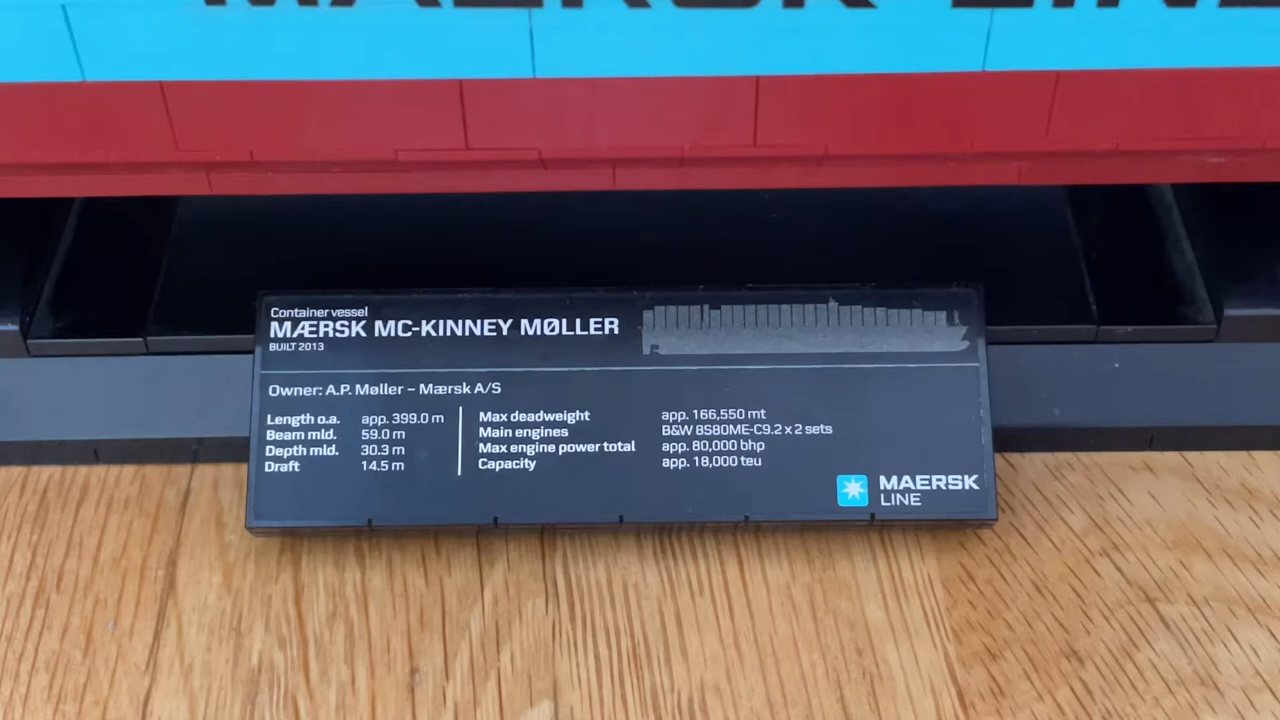 MAERSK LINE
Container vessel
MÆRSK MC-KINNEY MØLLER
BUILT 2013
Owner: A.P. Møller – Mærsk A/S
Length o.a. app. 399.0 m
Beam mld. 59.0 m
Depth mld. 30.3 m
Draft 14.5 m
Max deadweight app. 166,550 mt
Main engines B&W 8S80ME-C9.2 x 2 sets
Max engine power total app. 80,000 bhp
Capacity app. 18,000 teu
MAERSK
LINE